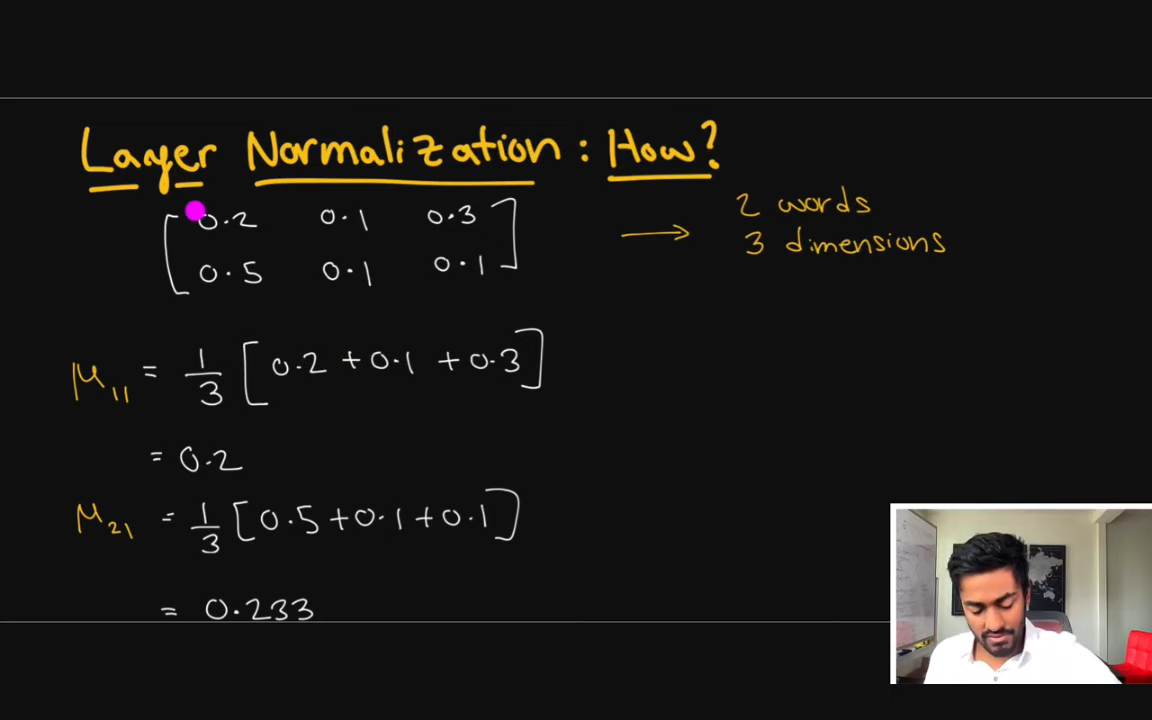 Layer Normalization: How?
[0.2 0.1 0.3
0.5 0.1 0.1]
→ 2 words
3 dimensions
μ11 = 1/3 [0.2 + 0.1 + 0.3]
= 0.2
μ21 = 1/3 [0.5 + 0.1 + 0.1]
= 0.233